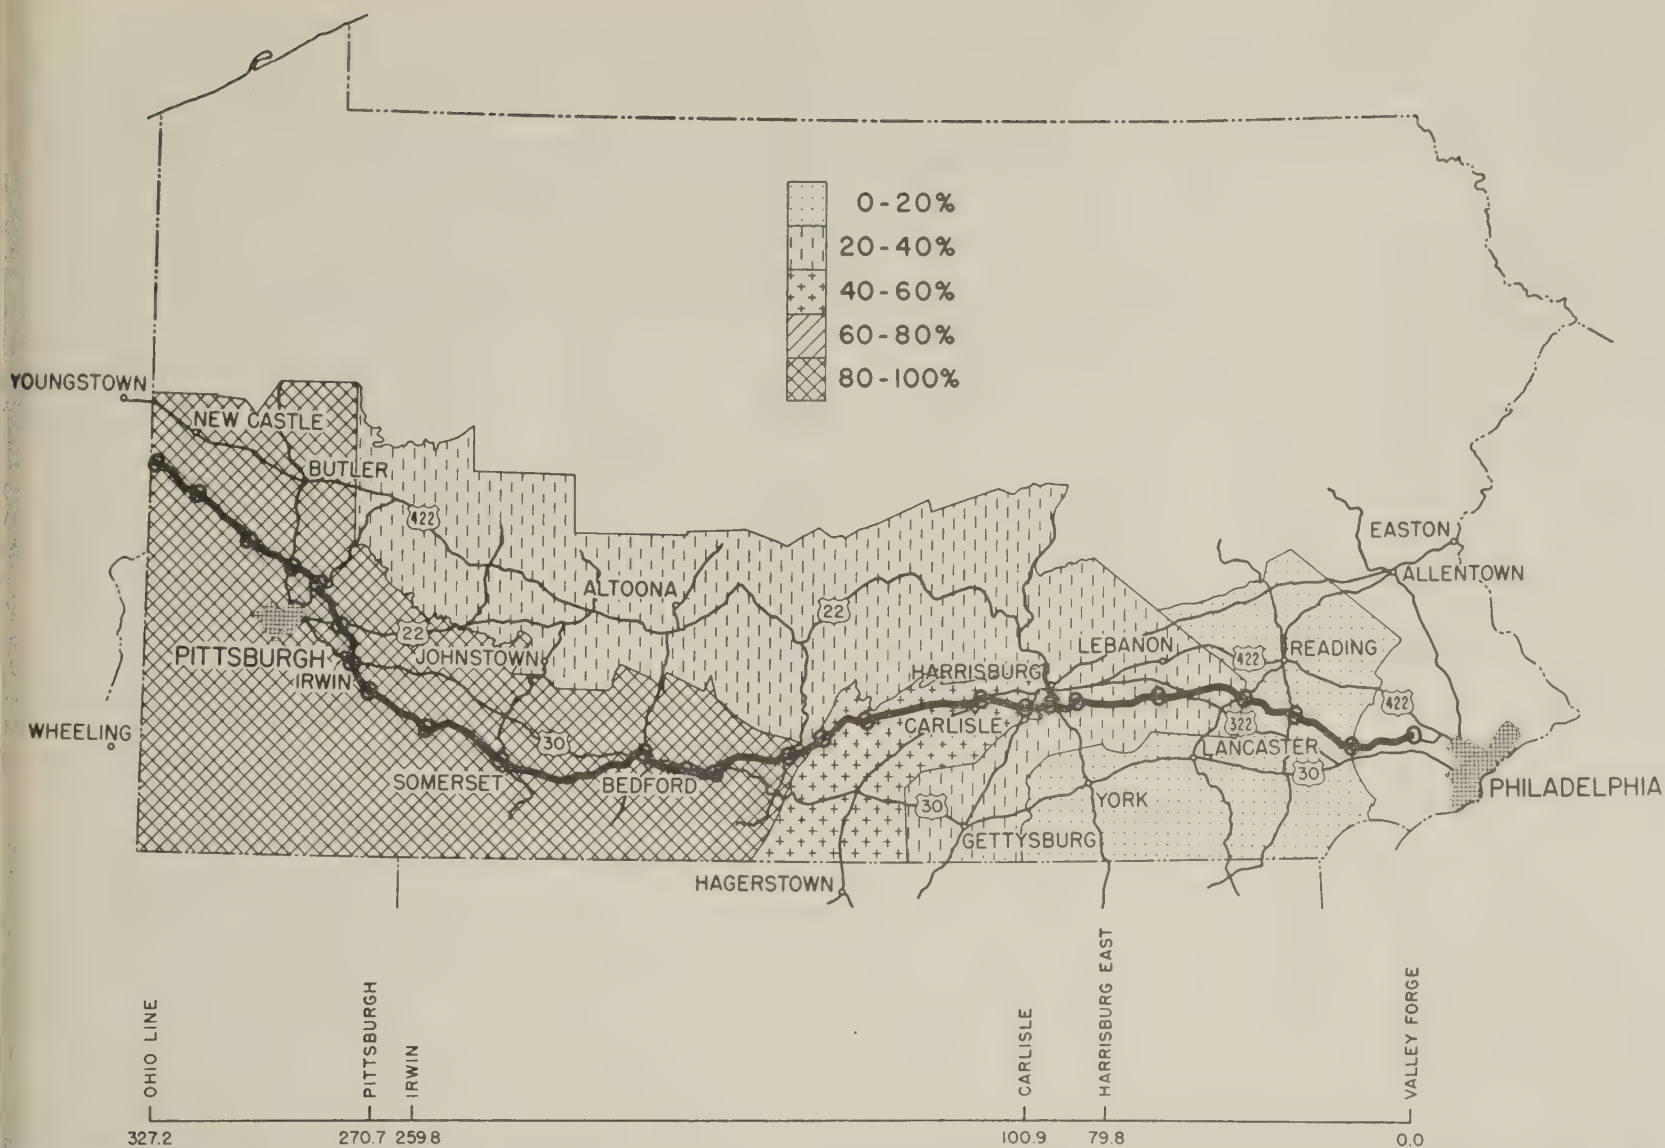 0-20%
20-40%
40-60%
60-80%
80-100%
YOUNGSTOWN
NEW CASTLE
BUTLER
422
EASTON
ALLENTOWN
ALTOONA
22
22
PITTSBURGH
JOHNSTOWN
IRWIN
LEBANON
422
READING
HARRISBURG
422
CARLISLE
322
WHEELING
30
LANCASTER
SOMERSET
BEDFORD
30
30
YORK
PHILADELPHIA
GETTYSBURG
HAGERSTOWN
OHIO LINE
PITTSBURGH
IRWIN
CARLISLE
HARRISBURG EAST
VALLEY FORGE
327.2
270.7
259.8
100.9
79.8
0.0